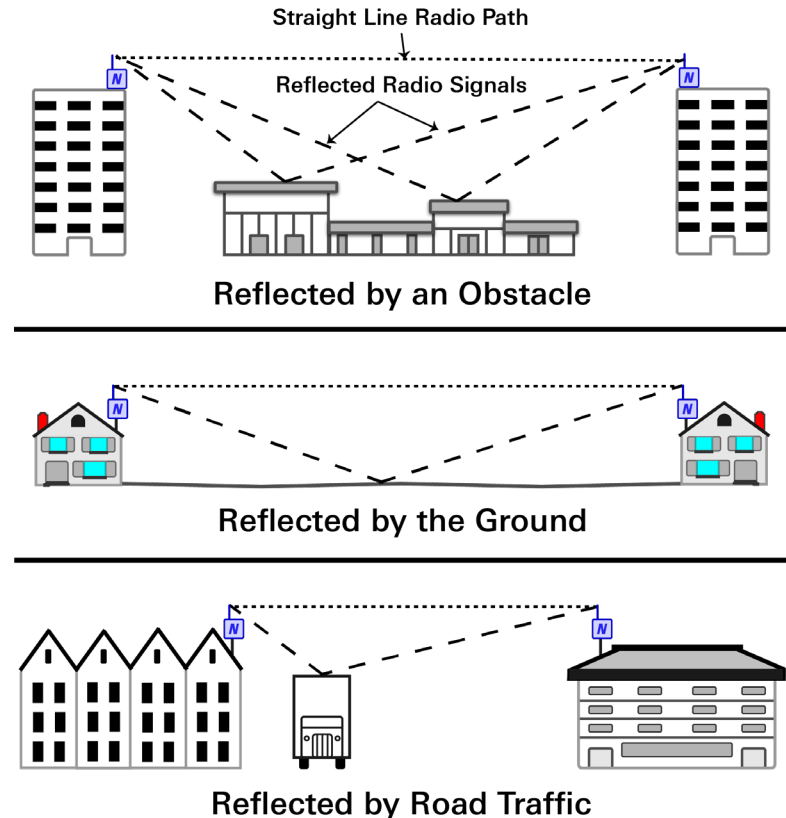 Straight Line Radio Path
N
N
Reflected Radio Signals
Reflected by an Obstacle
N
N
Reflected by the Ground
N
N
Reflected by Road Traffic